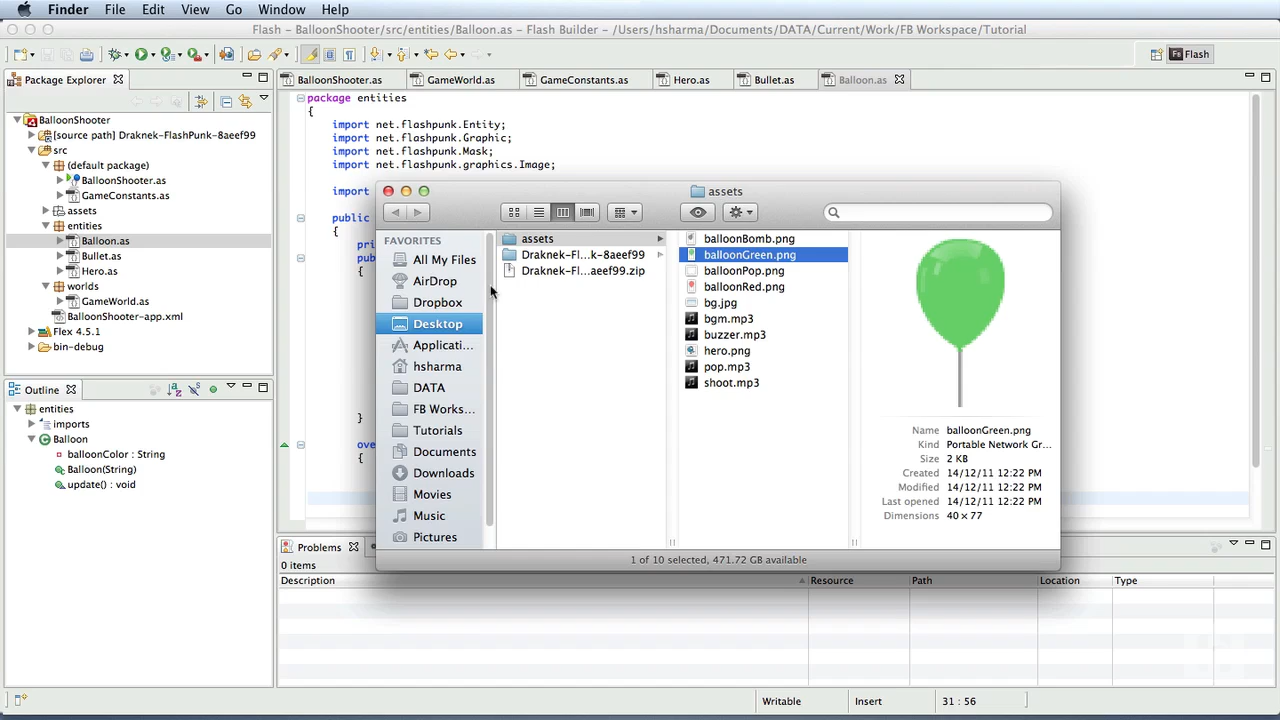 Finder File Edit View Go Window Help
Flash - BalloonShooter/src/entities/Balloon.as - Flash Builder - /Users/hsharma/Documents/DATA/Current/Work/FB Workspace/Tutorial
Flash
Package Explorer
BalloonShooter
[source path] Draknek-FlashPunk-8aeef99
src
(default package)
BalloonShooter.as
GameConstants.as
assets
entities
Balloon.as
Bullet.as
Hero.as
worlds
GameWorld.as
BalloonShooter-app.xml
Flex 4.5.1
bin-debug
Outline
entities
imports
Balloon
balloonColor : String
Balloon(String)
update() : void
BalloonShooter.as GameWorld.as GameConstants.as Hero.as Bullet.as Balloon.as
package entities
{
import net.flashpunk.Entity;
import net.flashpunk.Graphic;
import net.flashpunk.Mask;
import net.flashpunk.graphics.Image;
import
public
{
pri
pub
{
}
ove
{
assets
FAVORITES
All My Files
AirDrop
Dropbox
Desktop
Applicati...
hsharma
DATA
FB Works...
Tutorials
Documents
Downloads
Movies
Music
Pictures
assets
Draknek-Fl...k-8aeef99
Draknek-Fl...aeef99.zip
balloonBomb.png
balloonGreen.png
balloonPop.png
balloonRed.png
bg.jpg
bgm.mp3
buzzer.mp3
hero.png
pop.mp3
shoot.mp3
Name balloonGreen.png
Kind Portable Network Gr...
Size 2 KB
Created 14/12/11 12:22 PM
Modified 14/12/11 12:22 PM
Last opened 14/12/11 12:22 PM
Dimensions 40 × 77
1 of 10 selected, 471.72 GB available
Problems
0 items
Description Resource Path Location Type
Writable Insert 31 : 56